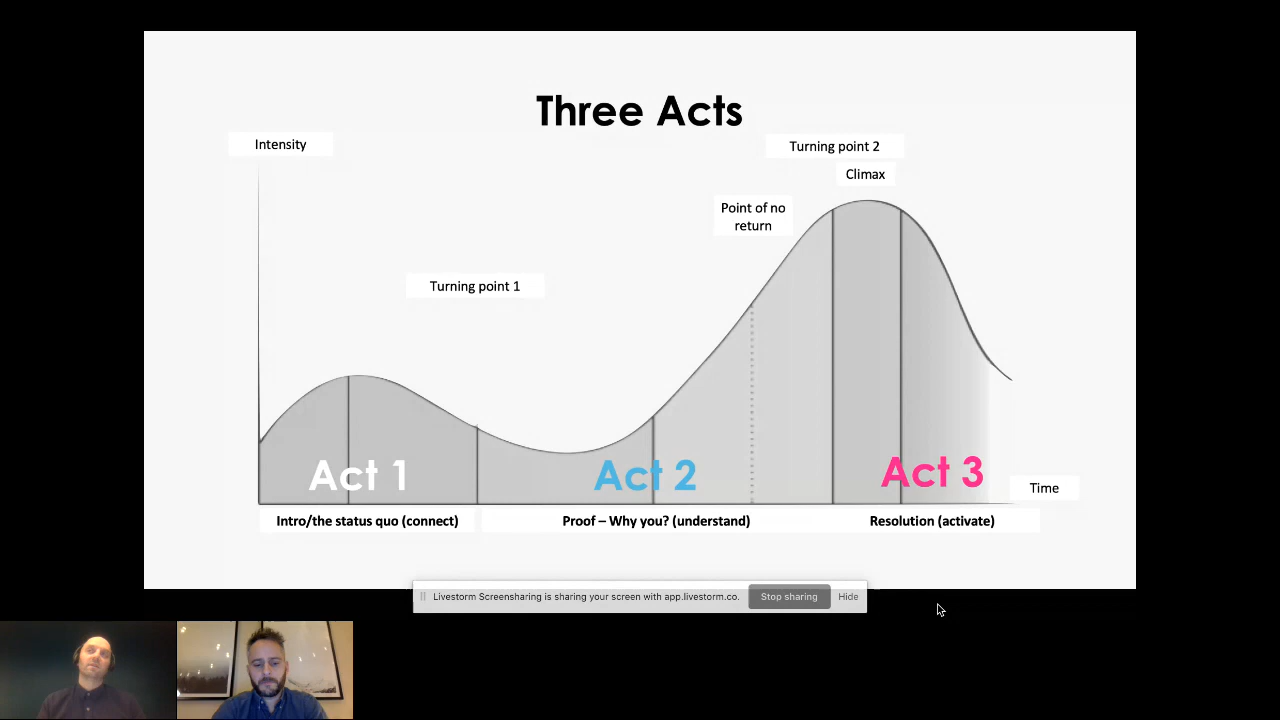 Three Acts
Intensity
Turning point 2
Climax
Point of no
return
Turning point 1
Act 1
Act 2
Act 3
Time
Intro/the status quo (connect)
Proof – Why you? (understand)
Resolution (activate)
Livestorm Screensharing is sharing your screen with app.livestorm.co.
Stop sharing
Hide